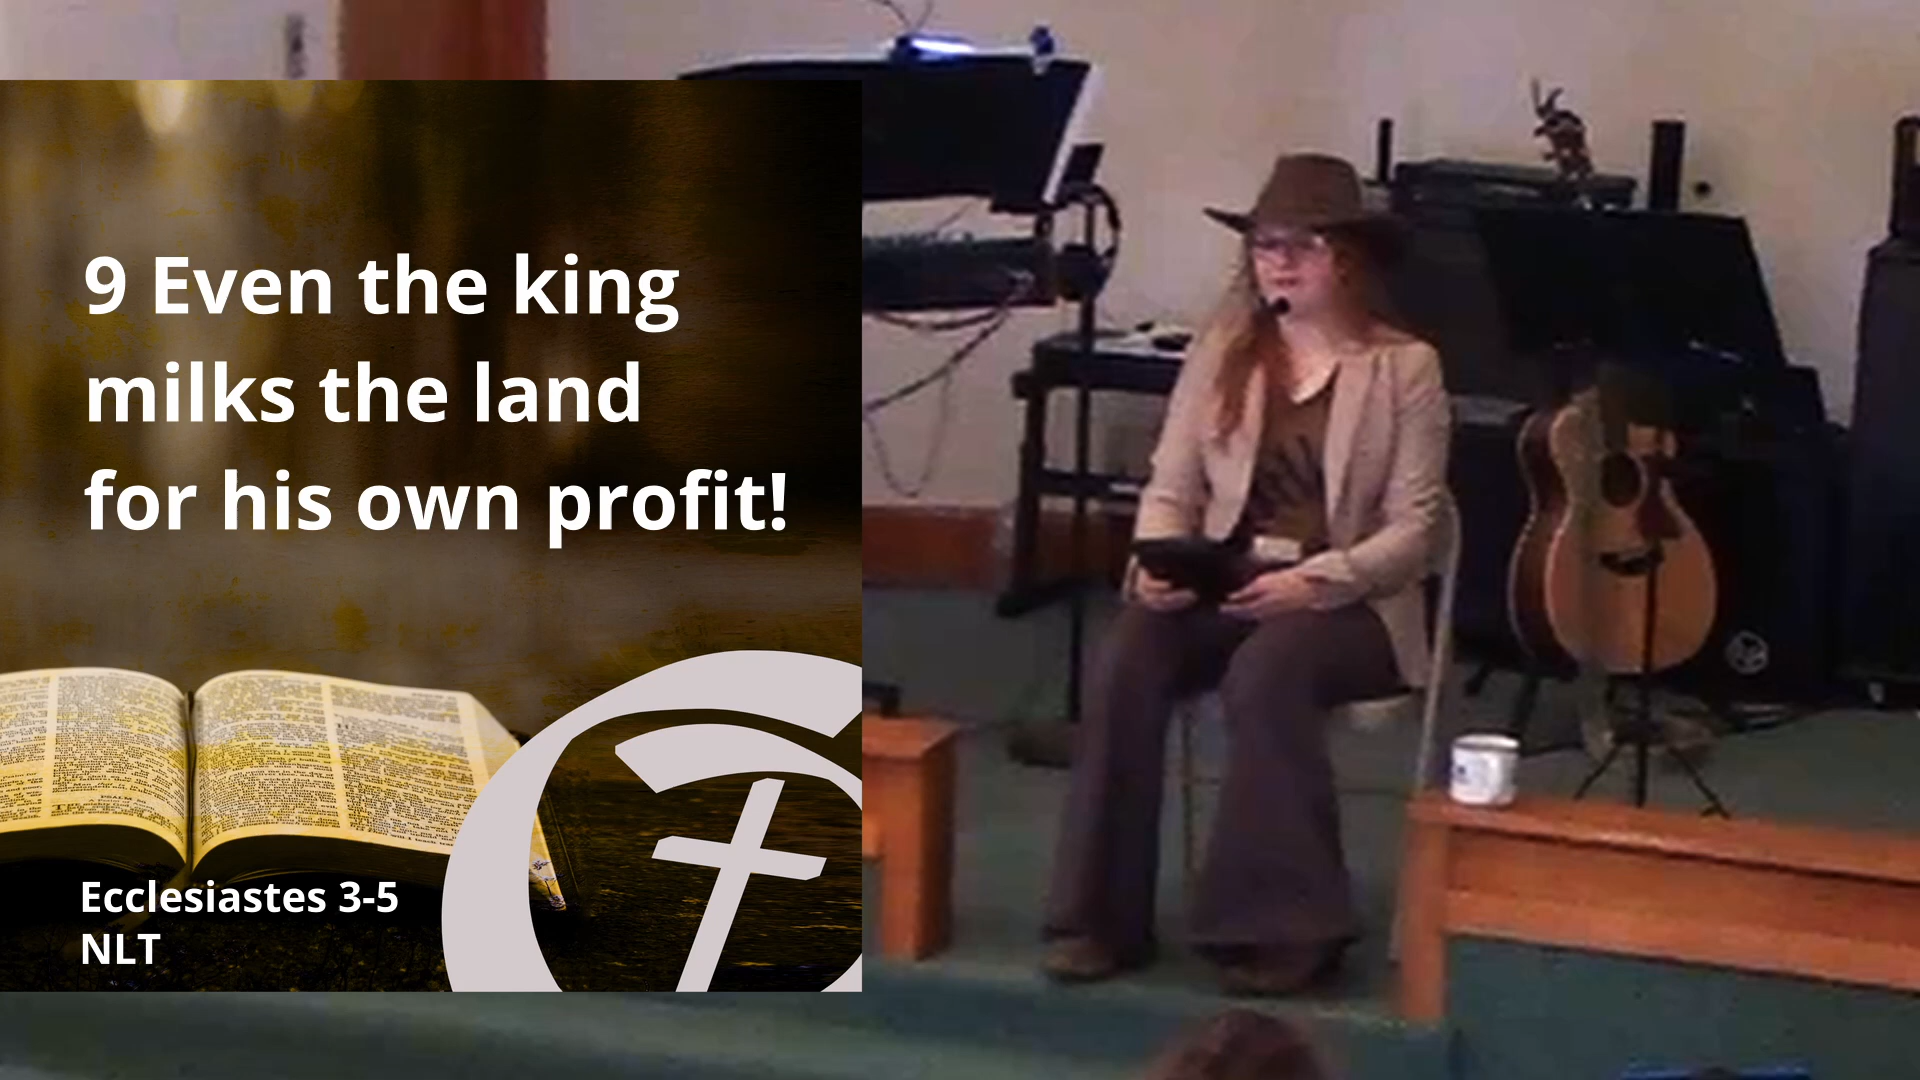 9 Even the king
milks the land
for his own profit!
Ecclesiastes 3-5
NLT